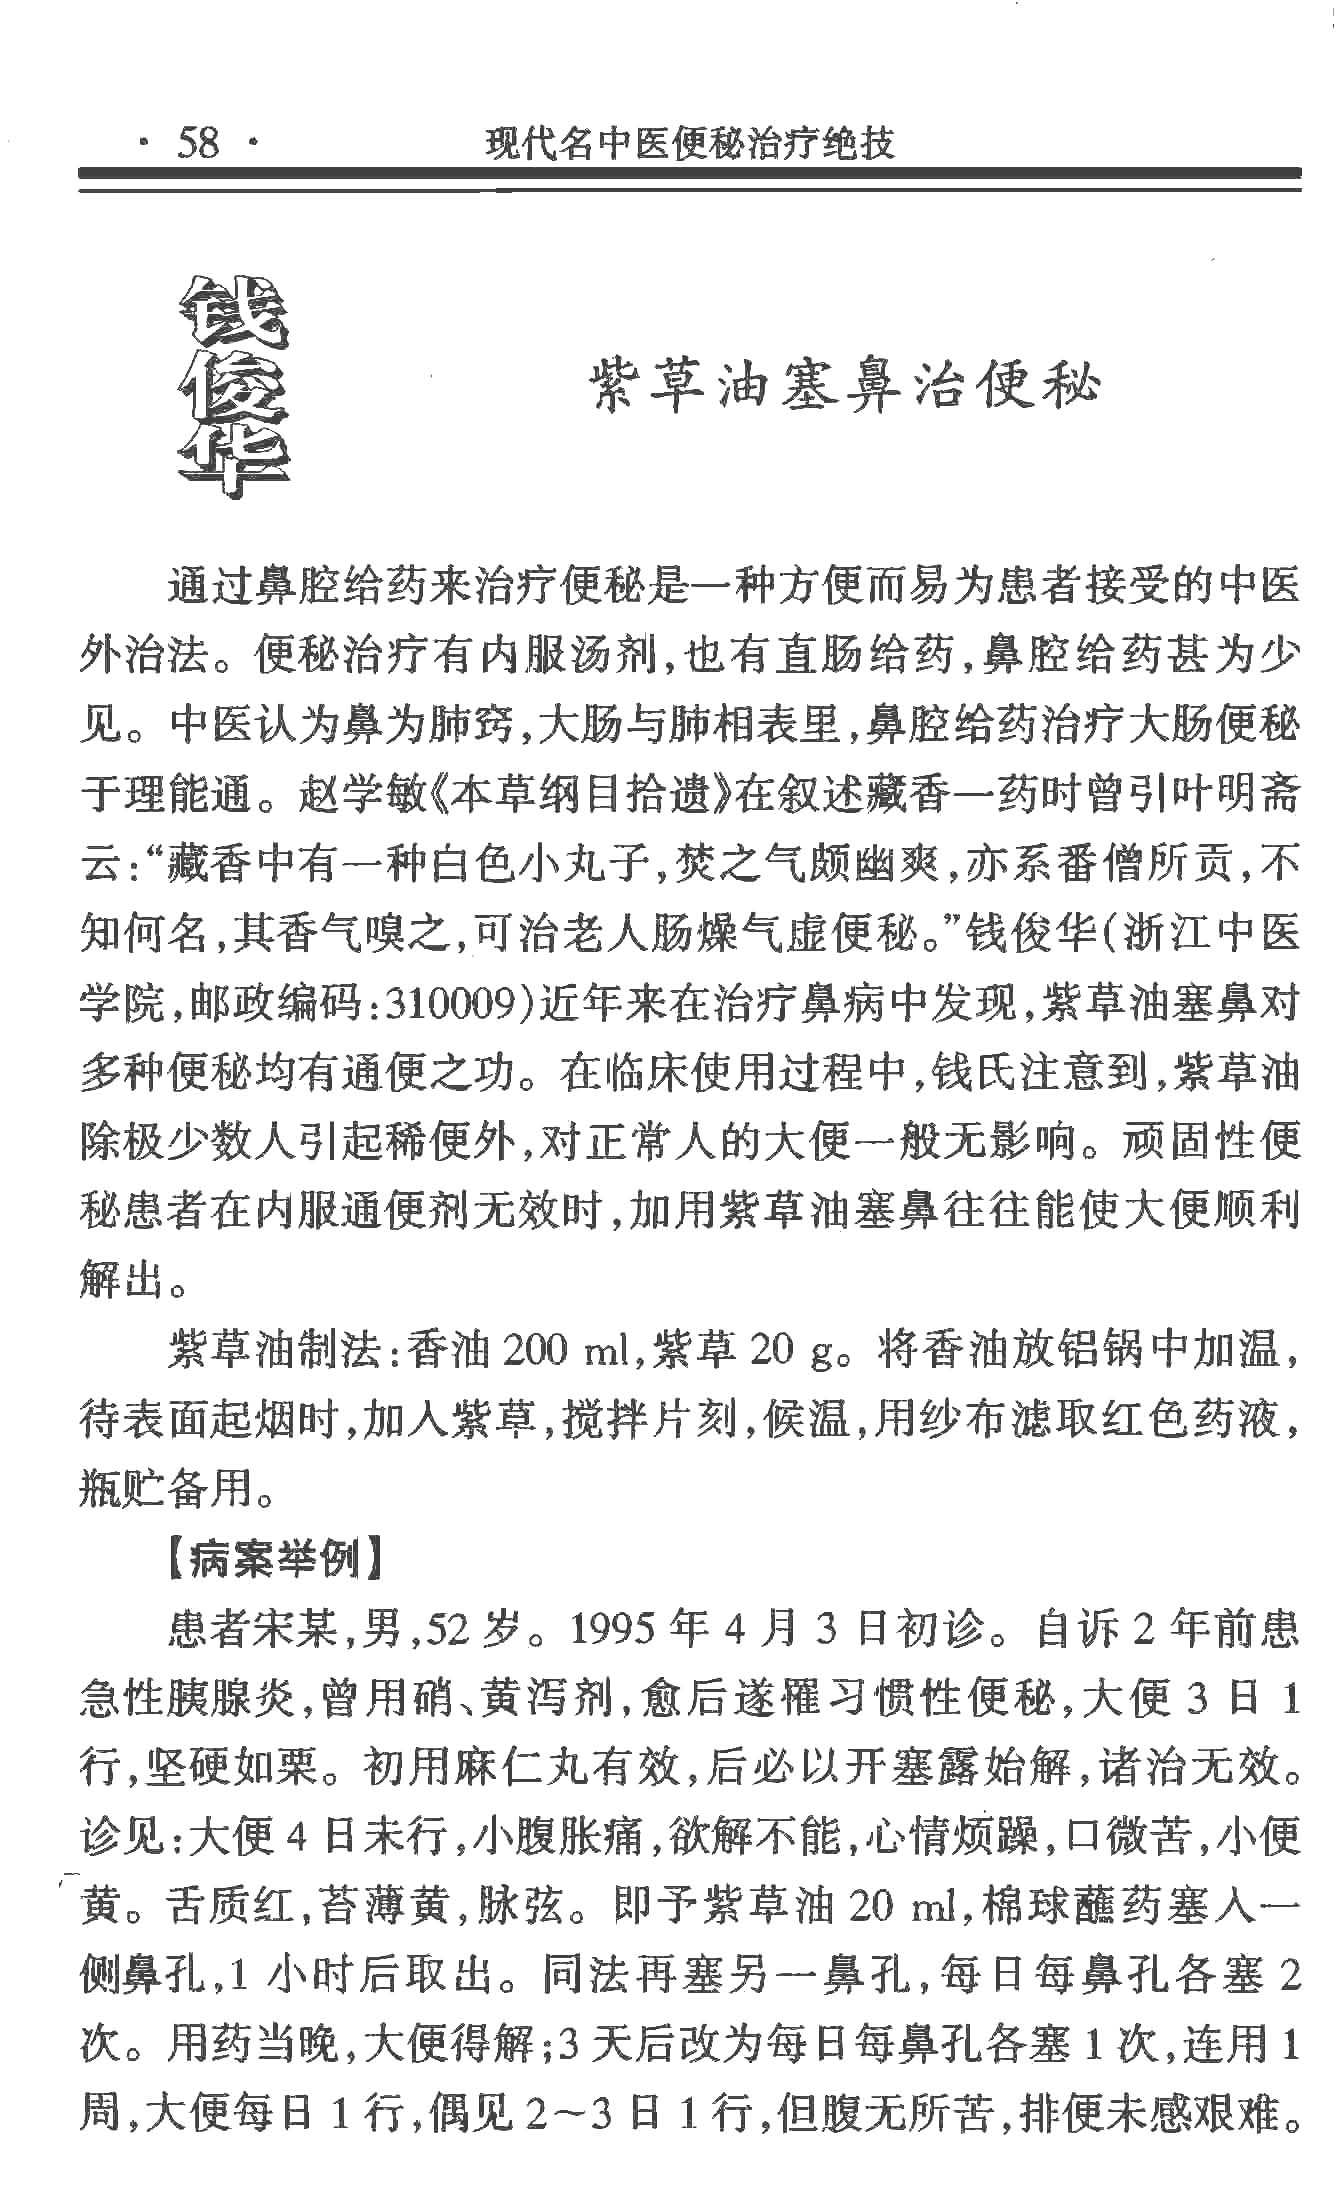 · 58 ·
现代名中医便秘治疗绝技
钱俊华
紫草油塞鼻治便秘
通过鼻腔给药来治疗便秘是一种方便而易为患者接受的中医
外治法。便秘治疗有内服汤剂,也有直肠给药,鼻腔给药甚为少
见。中医认为鼻为肺窍,大肠与肺相表里,鼻腔给药治疗大肠便秘
于理能通。赵学敏《本草纲目拾遗》在叙述藏香一药时曾引叶明斋
云:“藏香中有一种白色小丸子,焚之气颇幽爽,亦系番僧所贡,不
知何名,其香气嗅之,可治老人肠燥气虚便秘。”钱俊华(浙江中医
学院,邮政编码:310009)近年来在治疗鼻病中发现,紫草油塞鼻对
多种便秘均有通便之功。在临床使用过程中,钱氏注意到,紫草油
除极少数人引起稀便外,对正常人的大便一般无影响。顽固性便
秘患者在内服通便剂无效时,加用紫草油塞鼻往往能使大便顺利
解出。
紫草油制法:香油 200 ml,紫草 20 g。将香油放铝锅中加温,
待表面起烟时,加入紫草,搅拌片刻,候温,用纱布滤取红色药液,
瓶贮备用。
【病案举例】
患者宋某,男,52 岁。1995 年 4 月 3 日初诊。自诉 2 年前患
急性胰腺炎,曾用硝、黄泻剂,愈后遂罹习惯性便秘,大便 3 日 1
行,坚硬如栗。初用麻仁丸有效,后必以开塞露始解,诸治无效。
诊见:大便 4 日未行,小腹胀痛,欲解不能,心情烦躁,口微苦,小便
黄。舌质红,苔薄黄,脉弦。即予紫草油 20 ml,棉球蘸药塞入一
侧鼻孔,1 小时后取出。同法再塞另一鼻孔,每日每鼻孔各塞 2
次。用药当晚,大便得解;3 天后改为每日每鼻孔各塞 1 次,连用 1
周,大便每日 1 行,偶见 2～3 日 1 行,但腹无所苦,排便未感艰难。